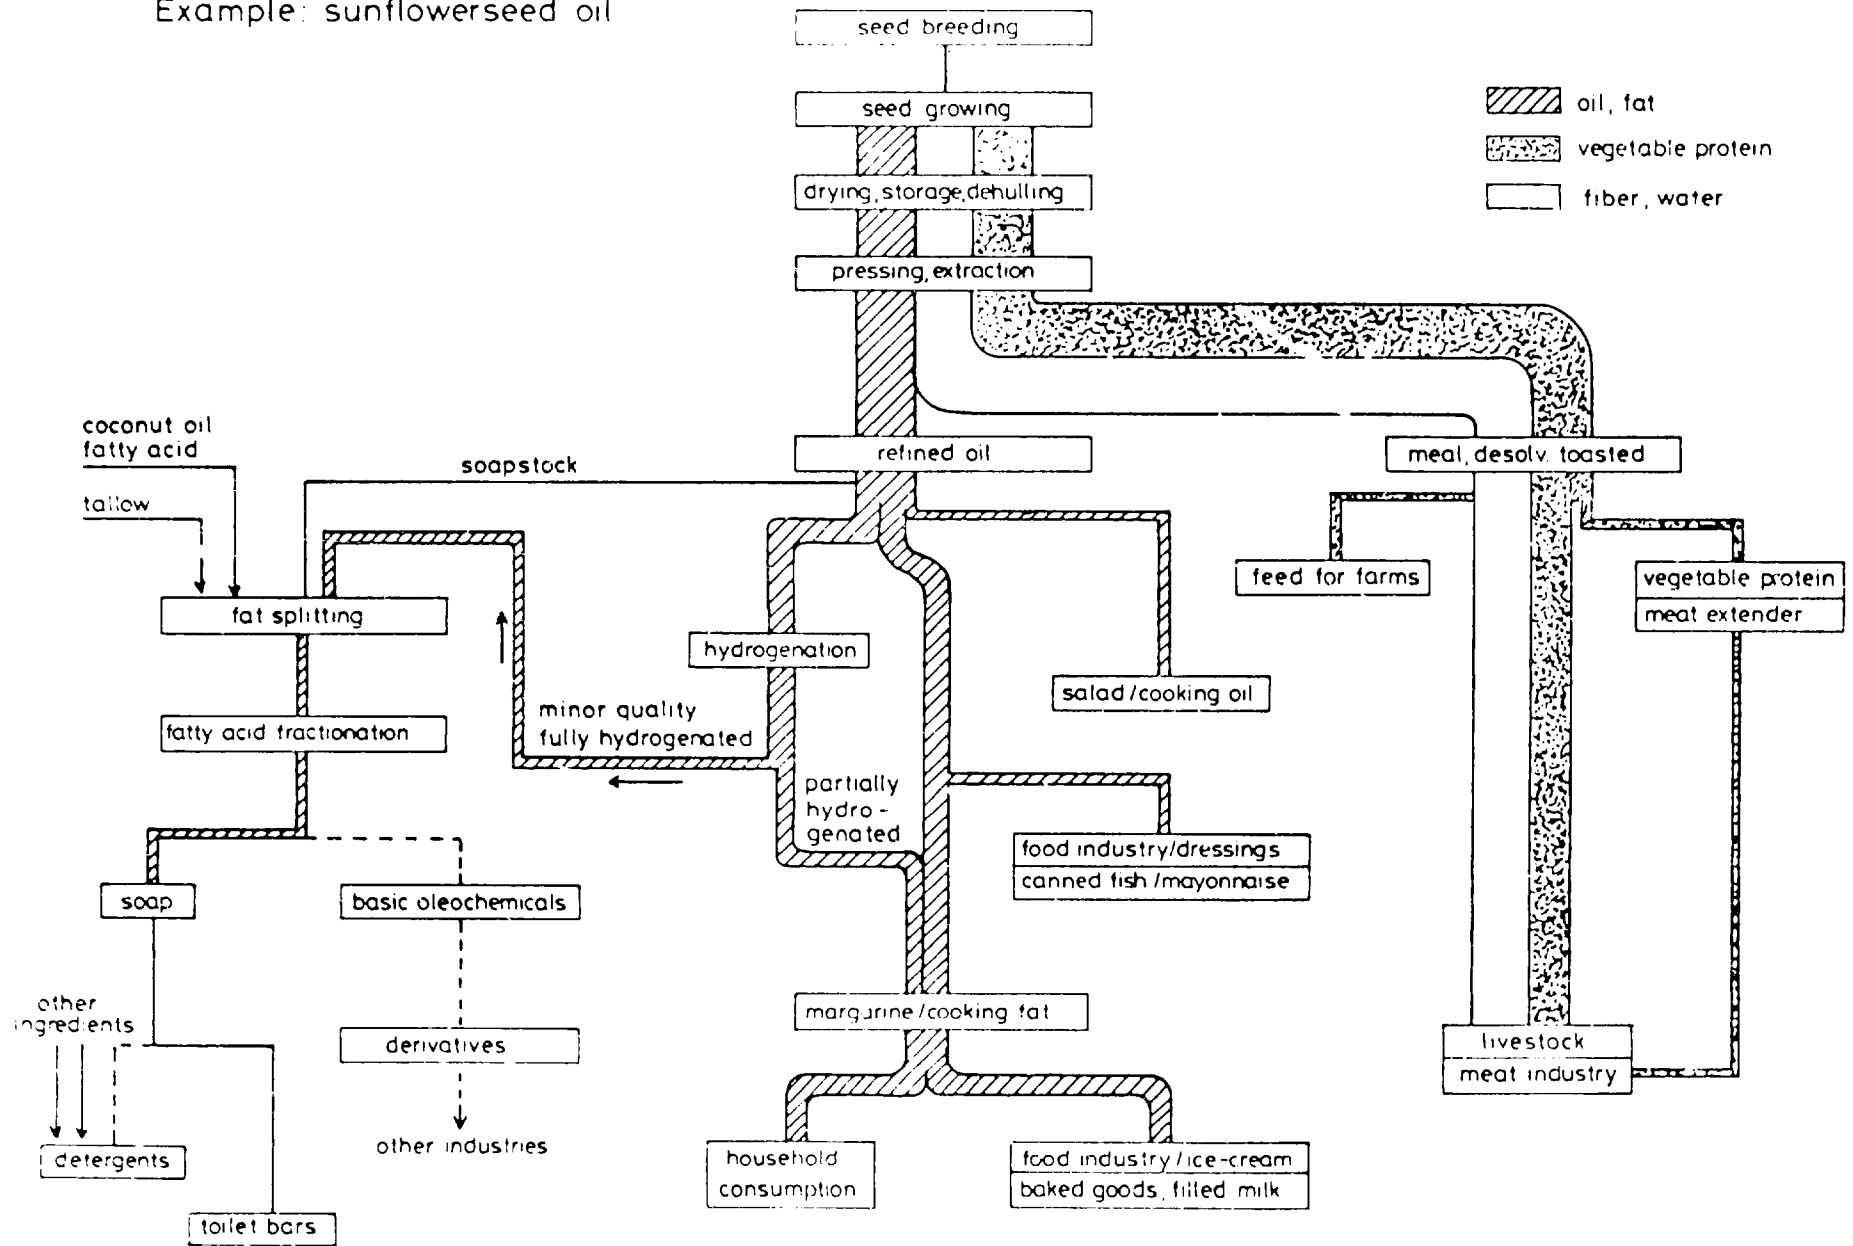 Example: sunflowerseed oil
seed breeding
seed growing
oil, fat
vegetable protein
fiber, water
drying, storage, dehulling
pressing, extraction
coconut oil
fatty acid
tallow
soapstock
refined oil
meal, desolv. toasted
fat splitting
hydrogenation
feed for farms
vegetable protein
meat extender
salad/cooking oil
fatty acid fractionation
minor quality
fully hydrogenated
partially
hydro-
genated
food industry/dressings
canned fish/mayonnaise
soap
basic oleochemicals
other
ingredients
margarine/cooking fat
derivatives
livestock
meat industry
detergents
other industries
household
consumption
food industry/ice-cream
baked goods, filled milk
toilet bars